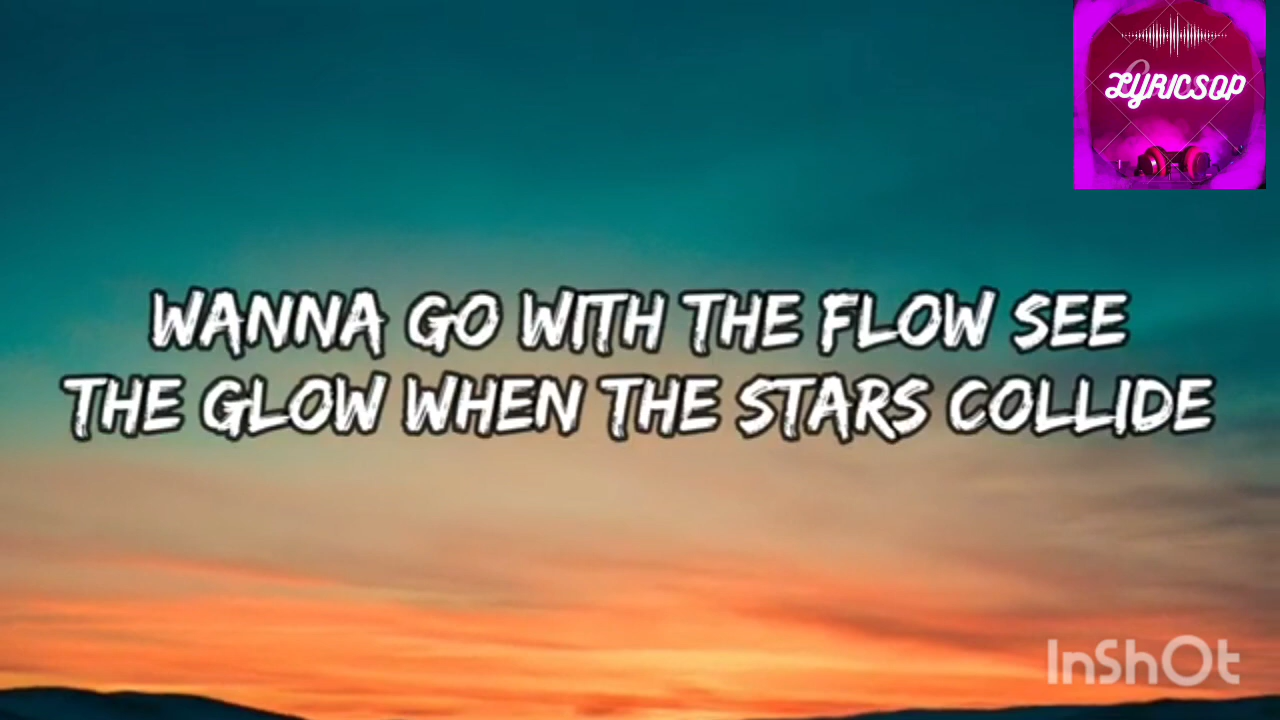 LYRICSOP
WANNA GO WITH THE FLOW SEE
THE GLOW WHEN THE STARS COLLIDE
InShOt